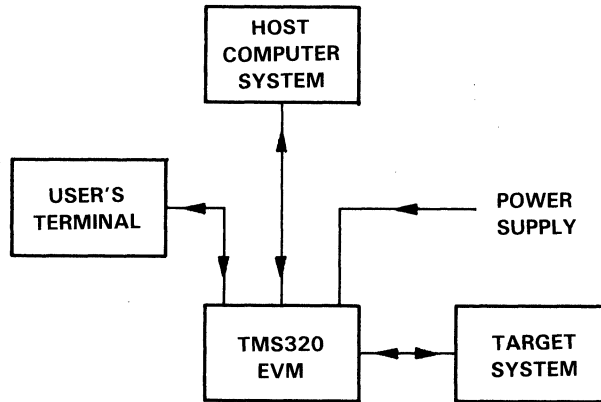 HOST
COMPUTER
SYSTEM
USER'S
TERMINAL
POWER
SUPPLY
TMS320
EVM
TARGET
SYSTEM